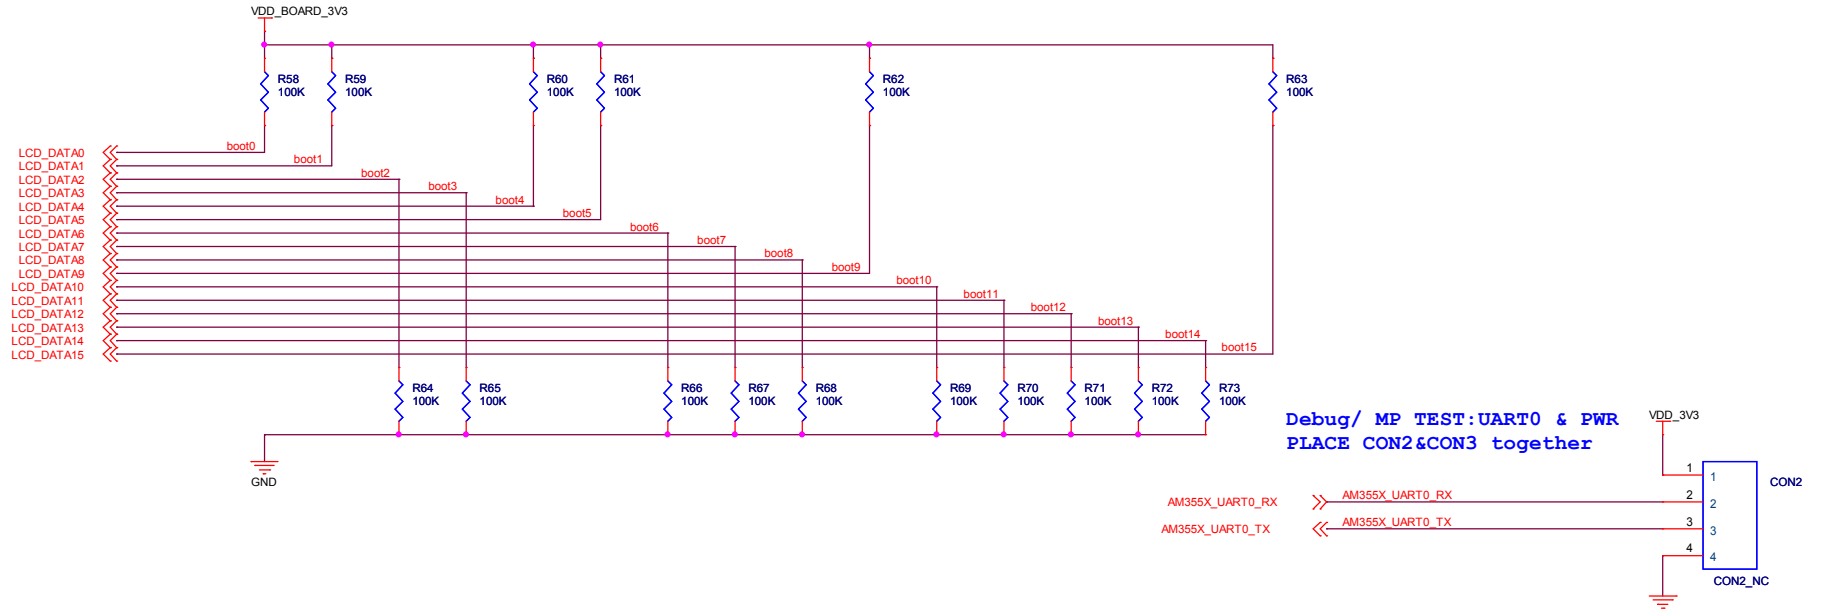 VDD_BOARD_3V3
R58
100K
R59
100K
R60
100K
R61
100K
R62
100K
R63
100K
LCD_DATA0
boot0
LCD_DATA1
boot1
LCD_DATA2
boot2
LCD_DATA3
boot3
LCD_DATA4
boot4
LCD_DATA5
boot5
LCD_DATA6
boot6
LCD_DATA7
boot7
LCD_DATA8
boot8
LCD_DATA9
boot9
LCD_DATA10
boot10
LCD_DATA11
boot11
LCD_DATA12
boot12
LCD_DATA13
boot13
LCD_DATA14
boot14
LCD_DATA15
boot15
R64
100K
R65
100K
R66
100K
R67
100K
R68
100K
R69
100K
R70
100K
R71
100K
R72
100K
R73
100K
GND
Debug/ MP TEST:UART0 & PWR
PLACE CON2&CON3 together
VDD_3V3
1
1
CON2
AM355X_UART0_RX
AM355X_UART0_RX
2
2
AM355X_UART0_TX
AM355X_UART0_TX
3
3
4
4
CON2_NC